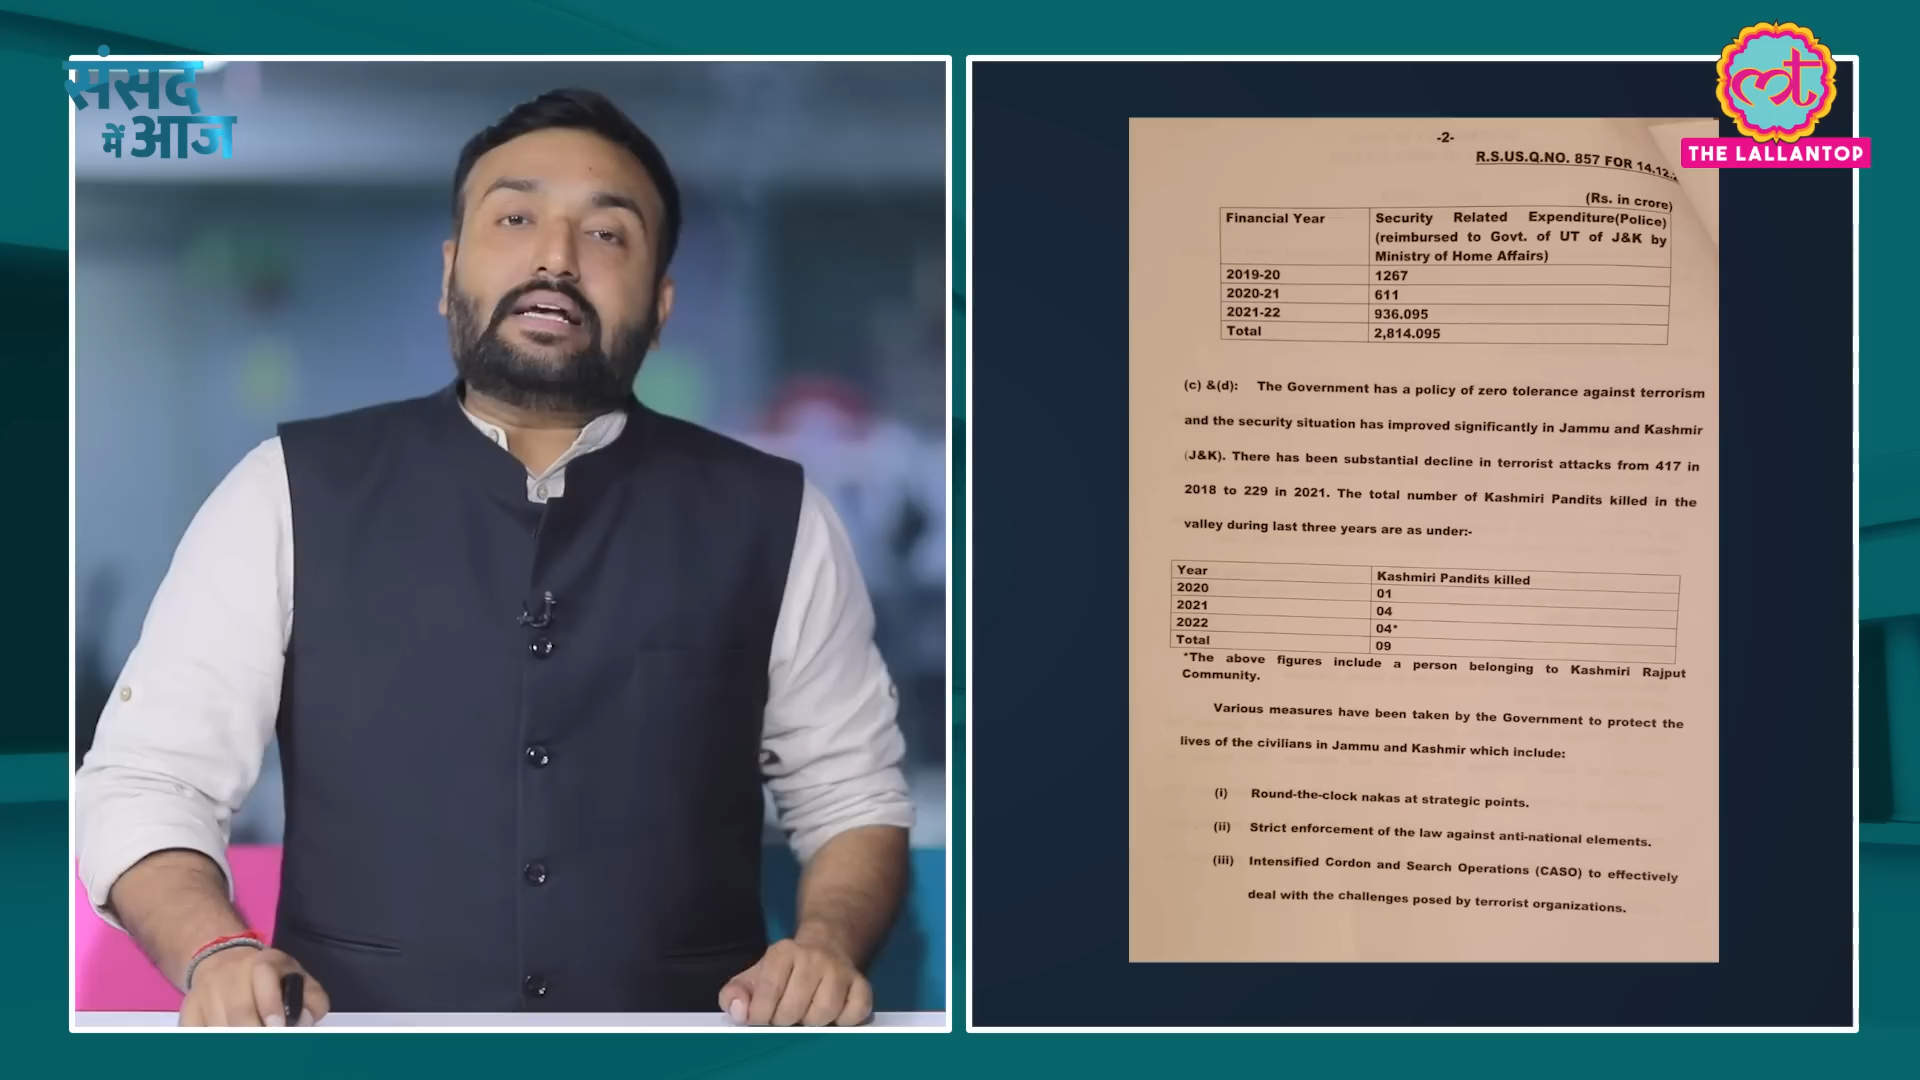 संसद
में आज
THE LALLANTOP
-2-
R.S.US.Q.NO. 857 FOR 14.12.
(Rs. in crore)
Financial Year
Security Related Expenditure(Police)
(reimbursed to Govt. of UT of J&K by
Ministry of Home Affairs)
2019-20 1267
2020-21 611
2021-22 936.095
Total 2,814.095
(c) &(d): The Government has a policy of zero tolerance against terrorism
and the security situation has improved significantly in Jammu and Kashmir
(J&K). There has been substantial decline in terrorist attacks from 417 in
2018 to 229 in 2021. The total number of Kashmiri Pandits killed in the
valley during last three years are as under:-
Year Kashmiri Pandits killed
2020 01
2021 04
2022 04*
Total 09
*The above figures include a person belonging to Kashmiri Rajput
Community.
Various measures have been taken by the Government to protect the
lives of the civilians in Jammu and Kashmir which include:
(i) Round-the-clock nakas at strategic points.
(ii) Strict enforcement of the law against anti-national elements.
(iii) Intensified Cordon and Search Operations (CASO) to effectively
deal with the challenges posed by terrorist organizations.